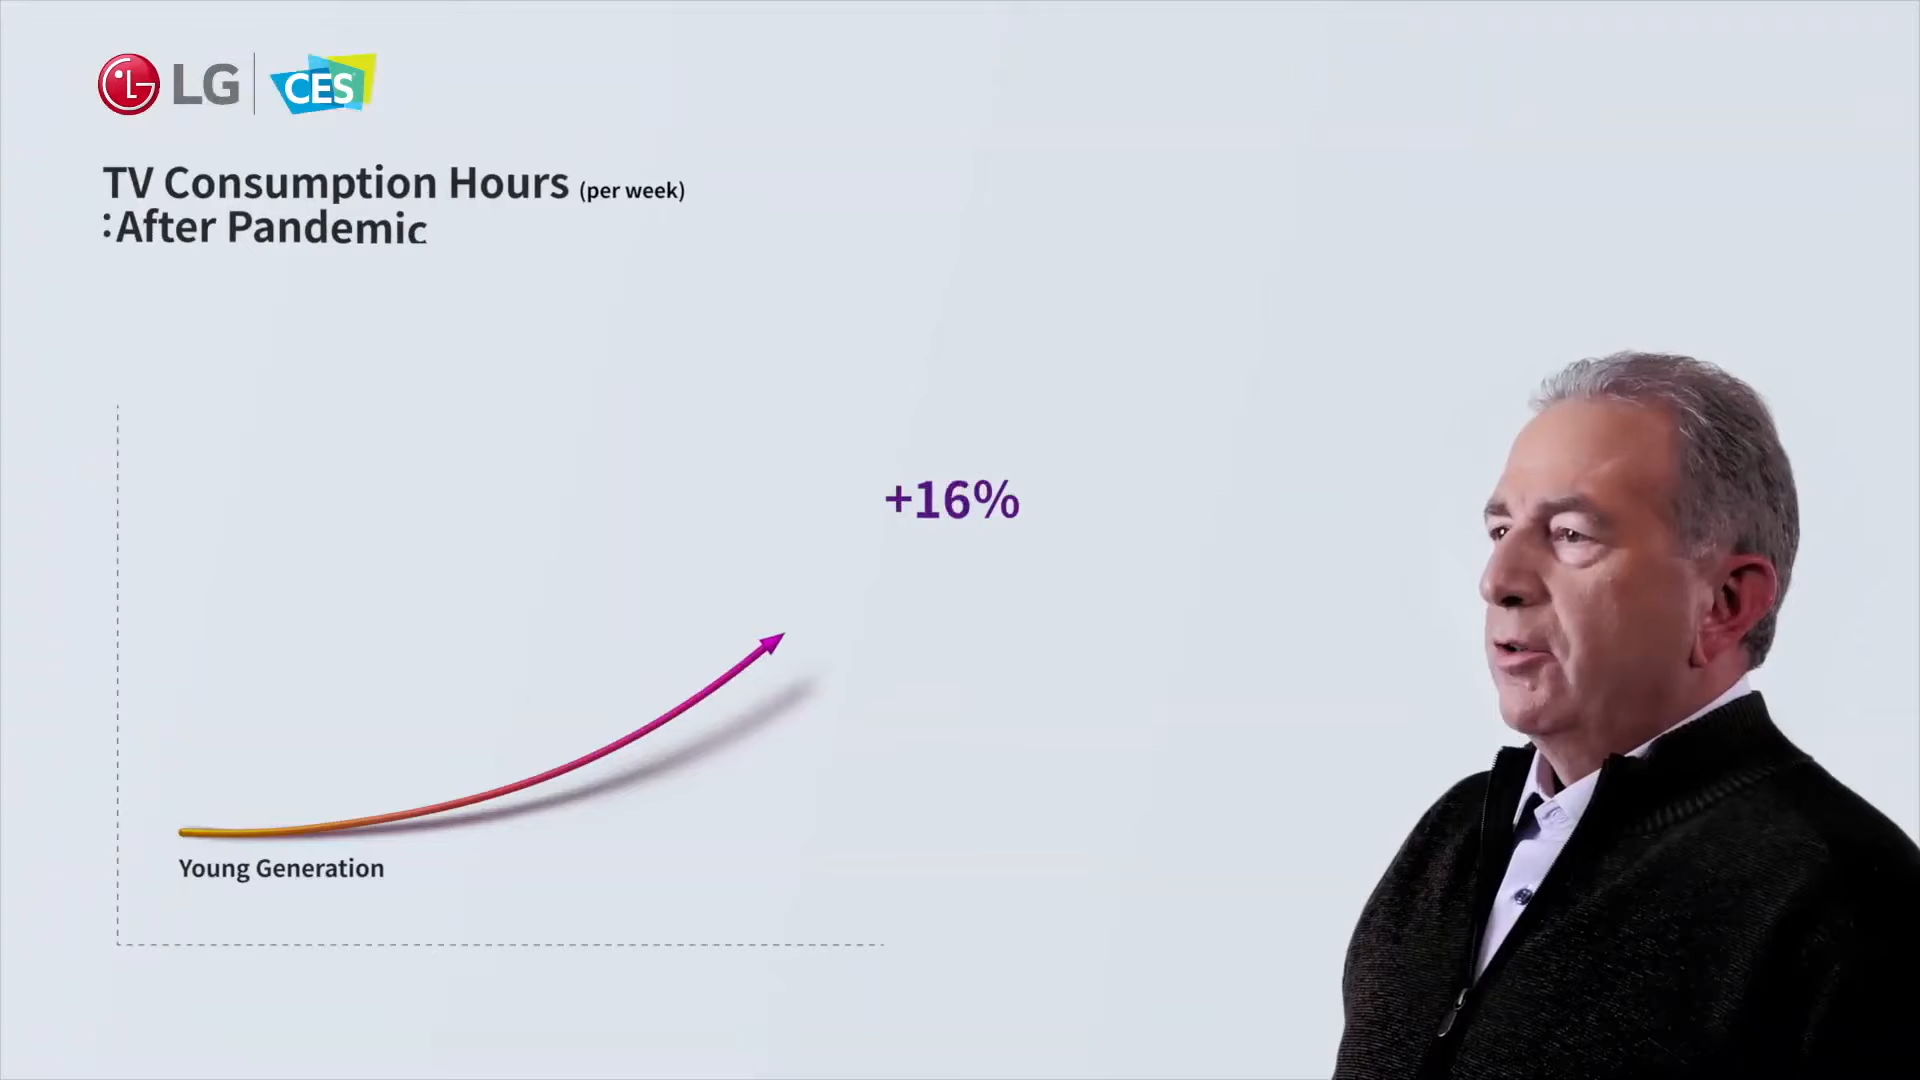 LG
CES
TV Consumption Hours (per week)
:After Pandemic
+16%
Young Generation